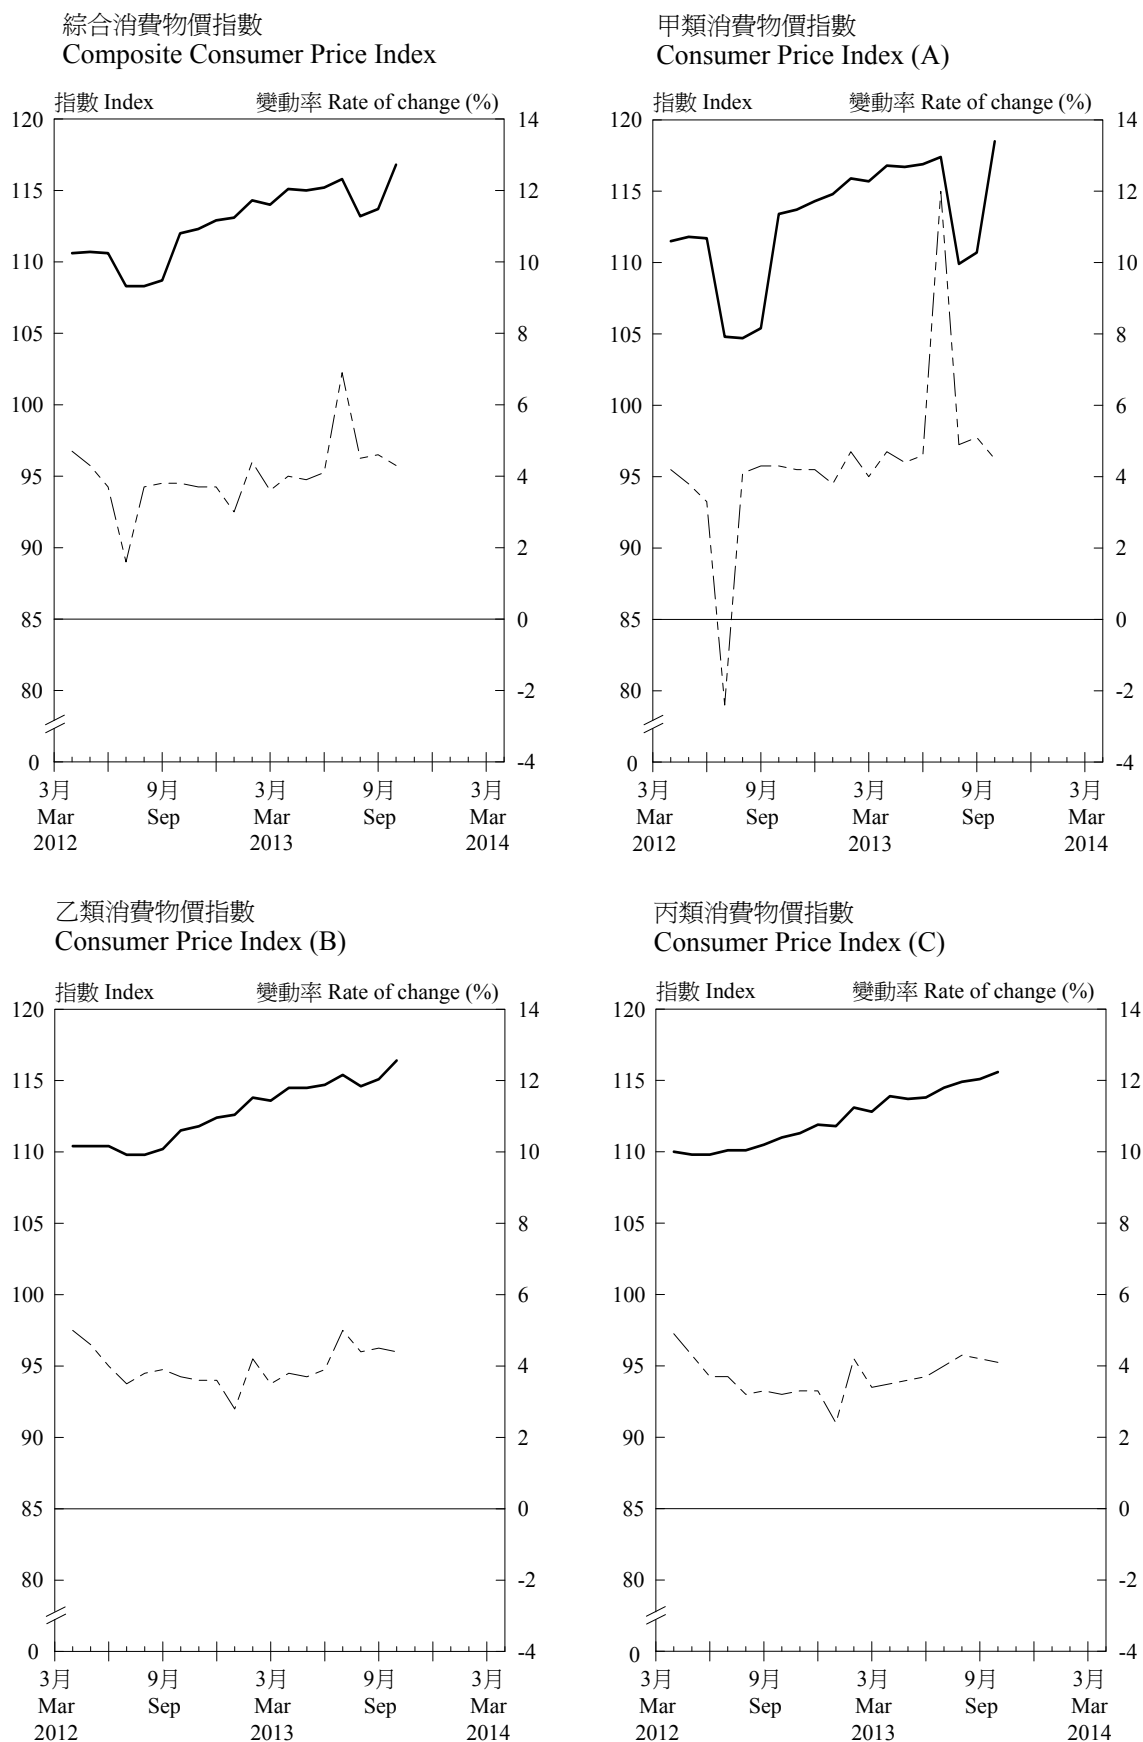 綜合消費物價指數
Composite Consumer Price Index
指數 Index 變動率 Rate of change (%)
120 14
115 12
110 10
105 8
100 6
95 4
90 2
85 0
80 -2
0 -4
3月 9月 3月 9月 3月
Mar Sep Mar Sep Mar
2012 2013 2014
甲類消費物價指數
Consumer Price Index (A)
指數 Index 變動率 Rate of change (%)
120 14
115 12
110 10
105 8
100 6
95 4
90 2
85 0
80 -2
0 -4
3月 9月 3月 9月 3月
Mar Sep Mar Sep Mar
2012 2013 2014
乙類消費物價指數
Consumer Price Index (B)
指數 Index 變動率 Rate of change (%)
120 14
115 12
110 10
105 8
100 6
95 4
90 2
85 0
80 -2
0 -4
3月 9月 3月 9月 3月
Mar Sep Mar Sep Mar
2012 2013 2014
丙類消費物價指數
Consumer Price Index (C)
指數 Index 變動率 Rate of change (%)
120 14
115 12
110 10
105 8
100 6
95 4
90 2
85 0
80 -2
0 -4
3月 9月 3月 9月 3月
Mar Sep Mar Sep Mar
2012 2013 2014